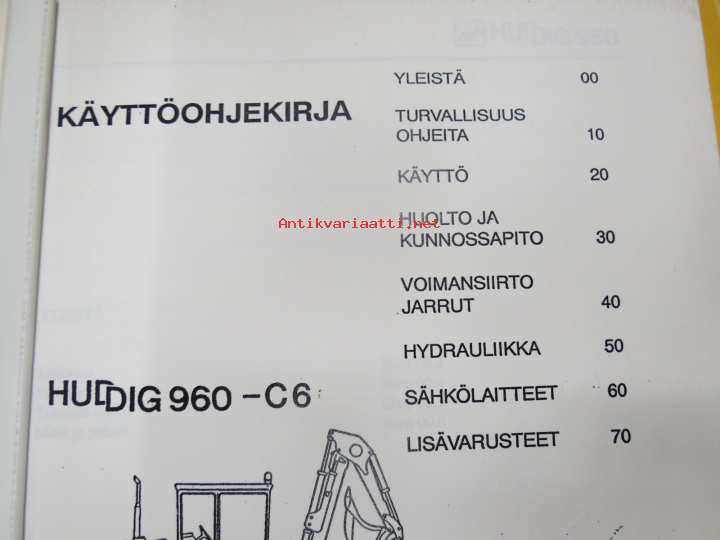 KÄYTTÖOHJEKIRJA
YLEISTÄ 00
TURVALLISUUS
OHJEITA 10
KÄYTTÖ 20
HUOLTO JA
KUNNOSSAPITO 30
VOIMANSIIRTO
JARRUT 40
HYDRAULIIKKA 50
SÄHKÖLAITTEET 60
LISÄVARUSTEET 70
Antikvariaatti.net
HUDDIG 960 - C6